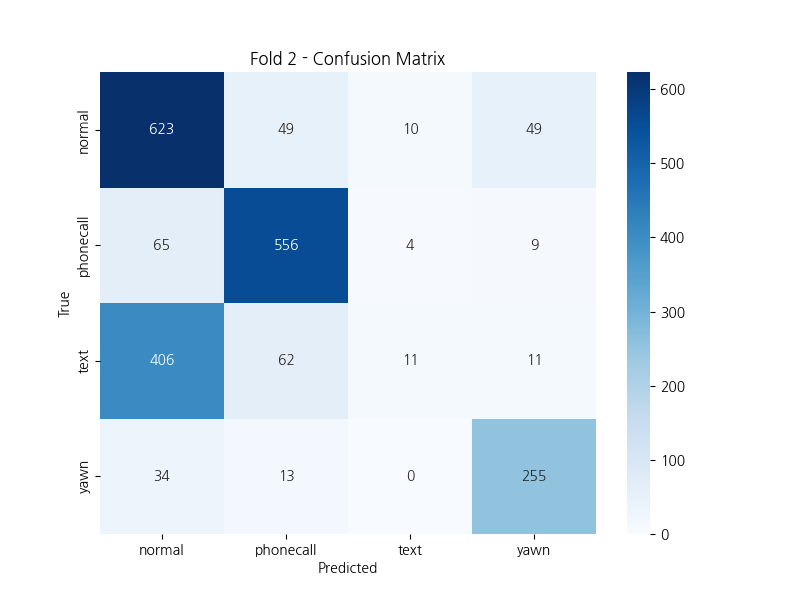 Fold 2 - Confusion Matrix
normal 623 49 10 49
phonecall 65 556 4 9
text 406 62 11 11
yawn 34 13 0 255
normal phonecall text yawn
Predicted
True
600
500
400
300
200
100
0